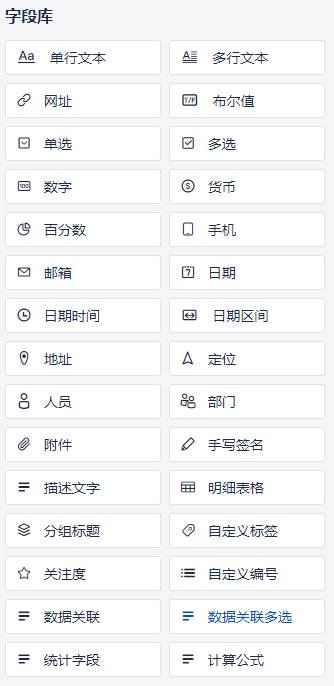 字段库
Aa 单行文本
A 多行文本
网址
T/F 布尔值
单选
多选
100 数字
S 货币
百分数
手机
邮箱
7 日期
日期时间
日期区间
地址
定位
人员
部门
附件
手写签名
描述文字
明细表格
分组标题
自定义标签
关注度
自定义编号
数据关联
数据关联多选
统计字段
计算公式